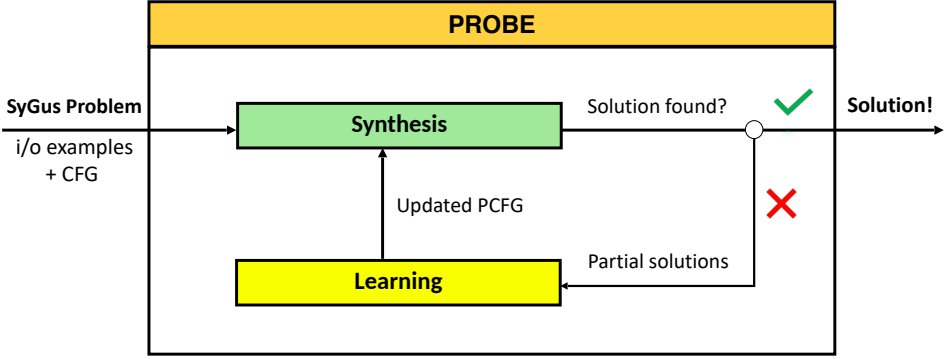 PROBE
SyGus Problem
i/o examples
+ CFG
Synthesis
Solution found?
Solution!
Updated PCFG
Learning
Partial solutions